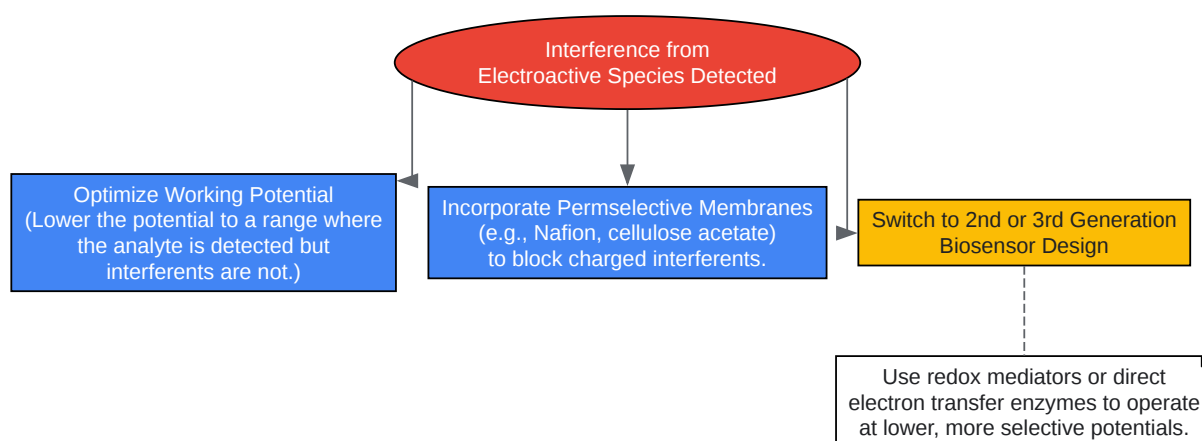 Interference from
Electroactive Species Detected
Optimize Working Potential
(Lower the potential to a range where
the analyte is detected but
interferents are not.)
Incorporate Permselective Membranes
(e.g., Nafion, cellulose acetate)
to block charged interferents.
Switch to 2nd or 3rd Generation
Biosensor Design
Use redox mediators or direct
electron transfer enzymes to operate
at lower, more selective potentials.